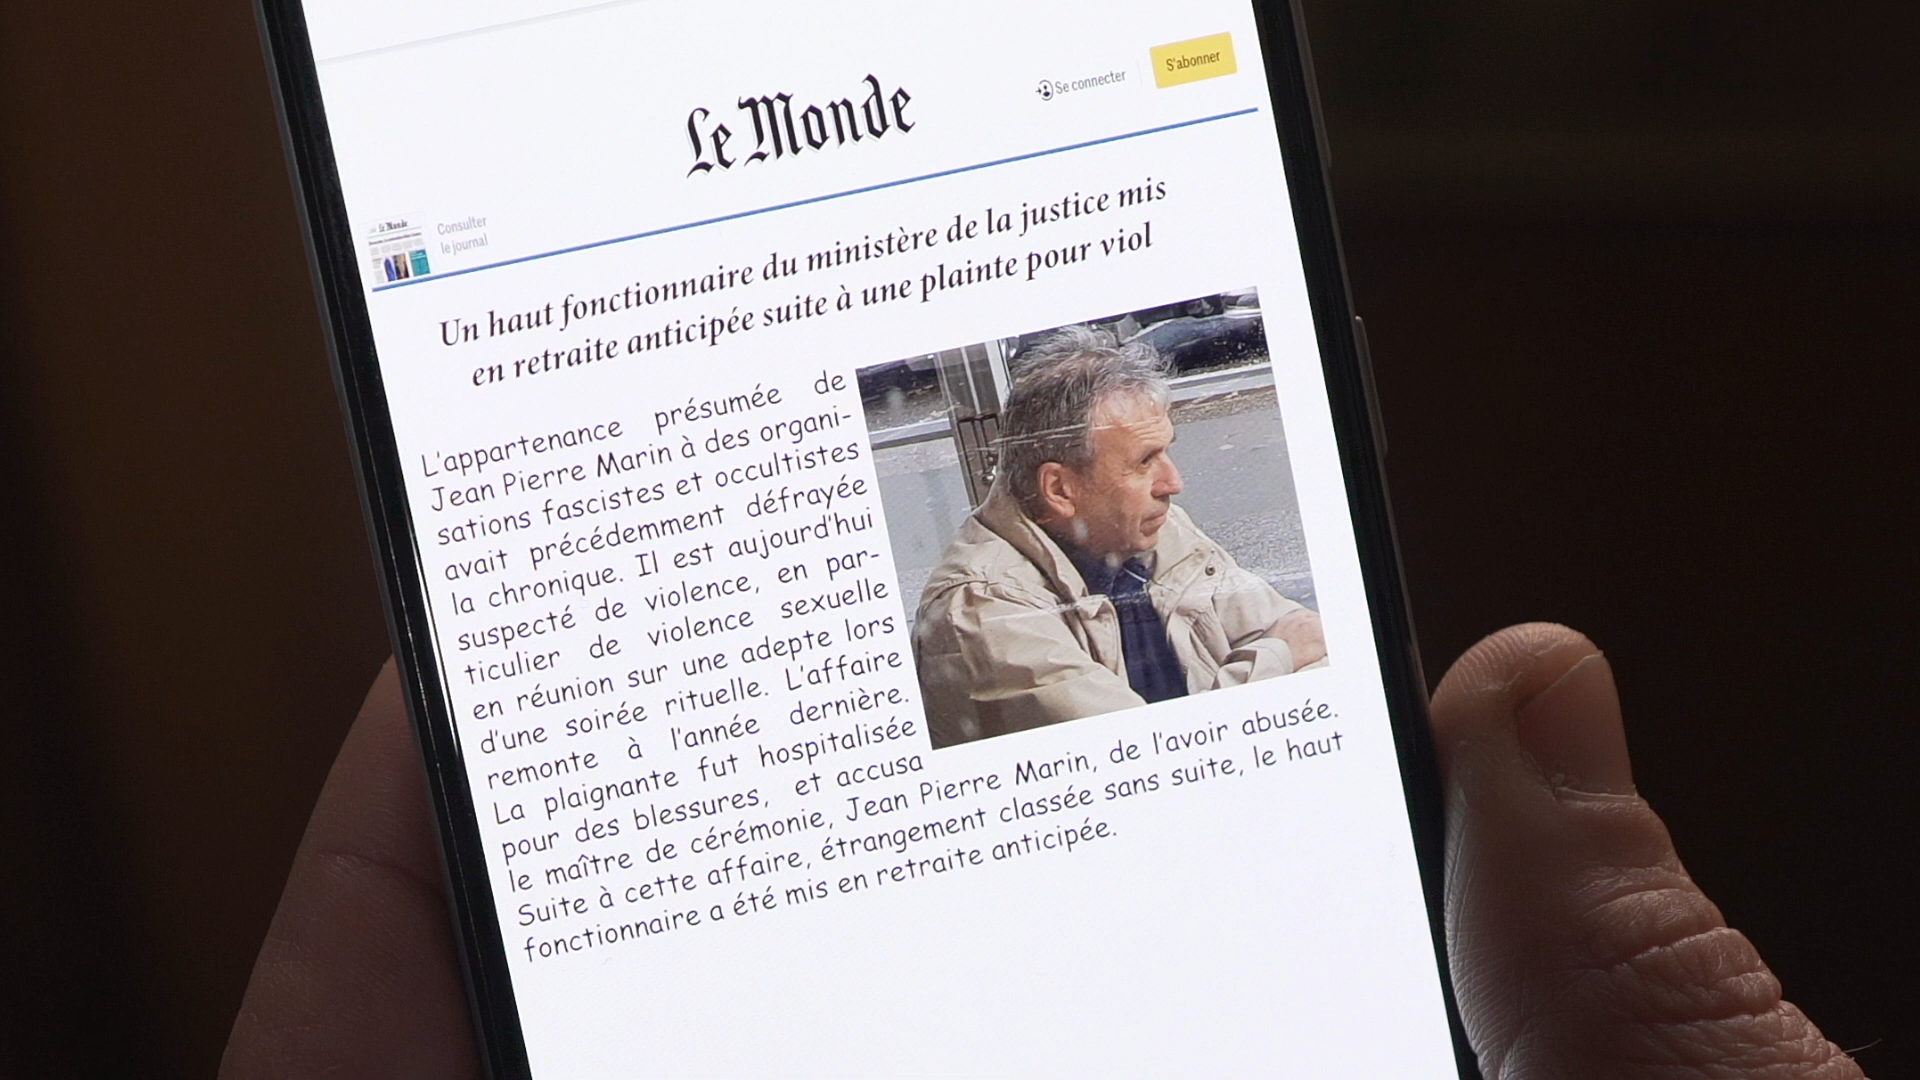 Le Monde
Se connecter
S'abonner
Le Monde
Consulter
le journal
Un haut fonctionnaire du ministère de la justice mis
en retraite anticipée suite à une plainte pour viol
L'appartenance présumée de
Jean Pierre Marin à des organi-
sations fascistes et occultistes
avait précédemment défrayée
la chronique. Il est aujourd'hui
suspecté de violence, en par-
ticulier de violence sexuelle
en réunion sur une adepte lors
d'une soirée rituelle. L'affaire
remonte à l'année dernière.
La plaignante fut hospitalisée
pour des blessures, et accusa
le maître de cérémonie, Jean Pierre Marin, de l'avoir abusée.
Suite à cette affaire, étrangement classée sans suite, le haut
fonctionnaire a été mis en retraite anticipée.